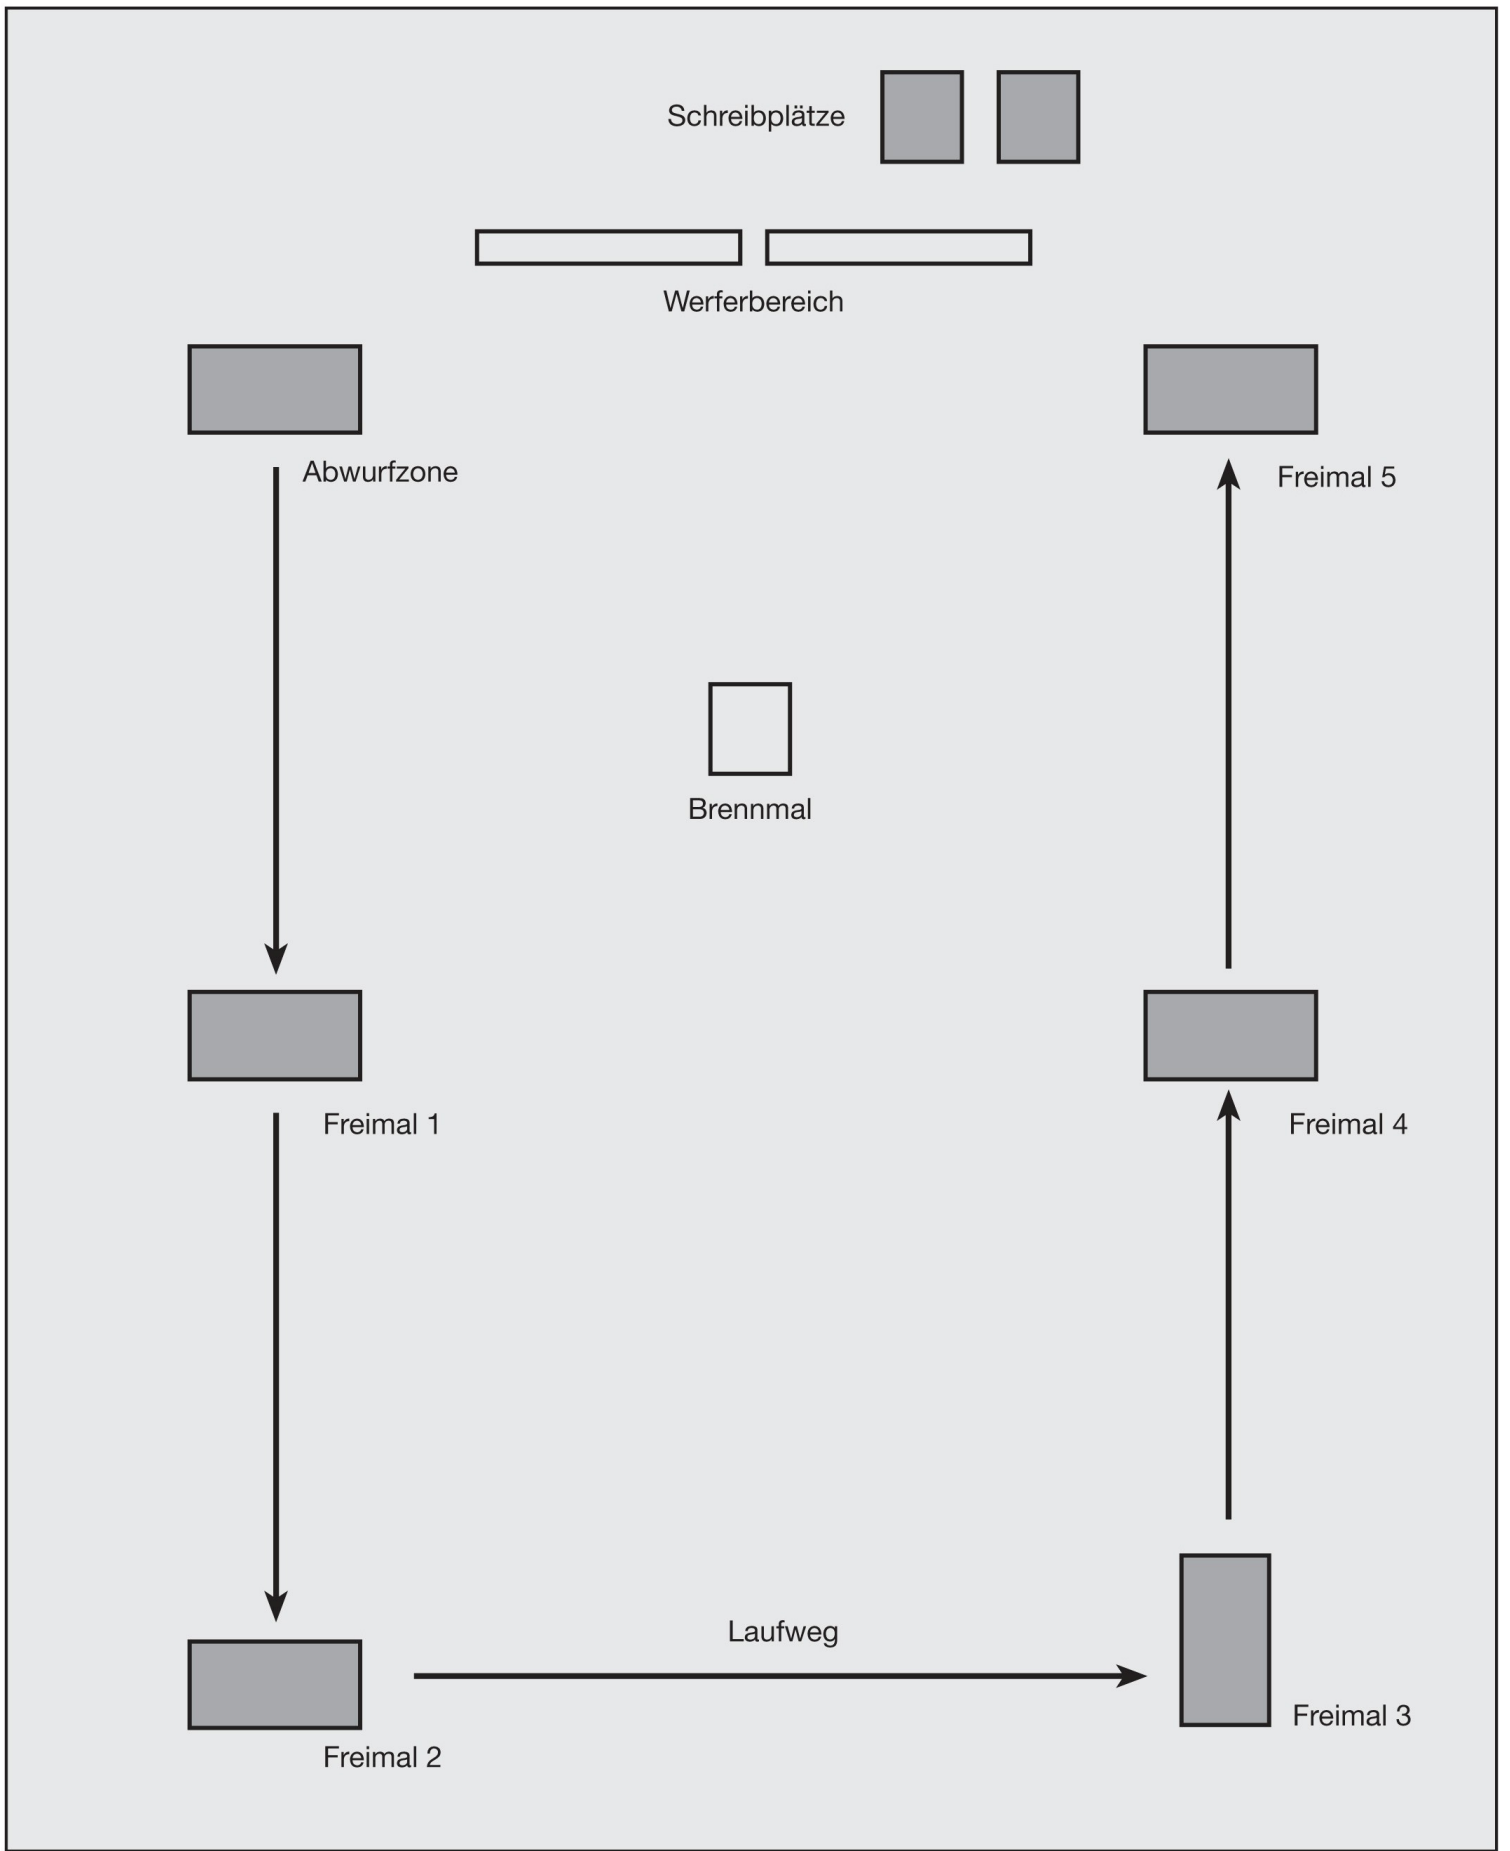 Schreibplätze
Werferbereich
Abwurfzone
Freimal 5
Brennmal
Freimal 1
Freimal 4
Laufweg
Freimal 3
Freimal 2